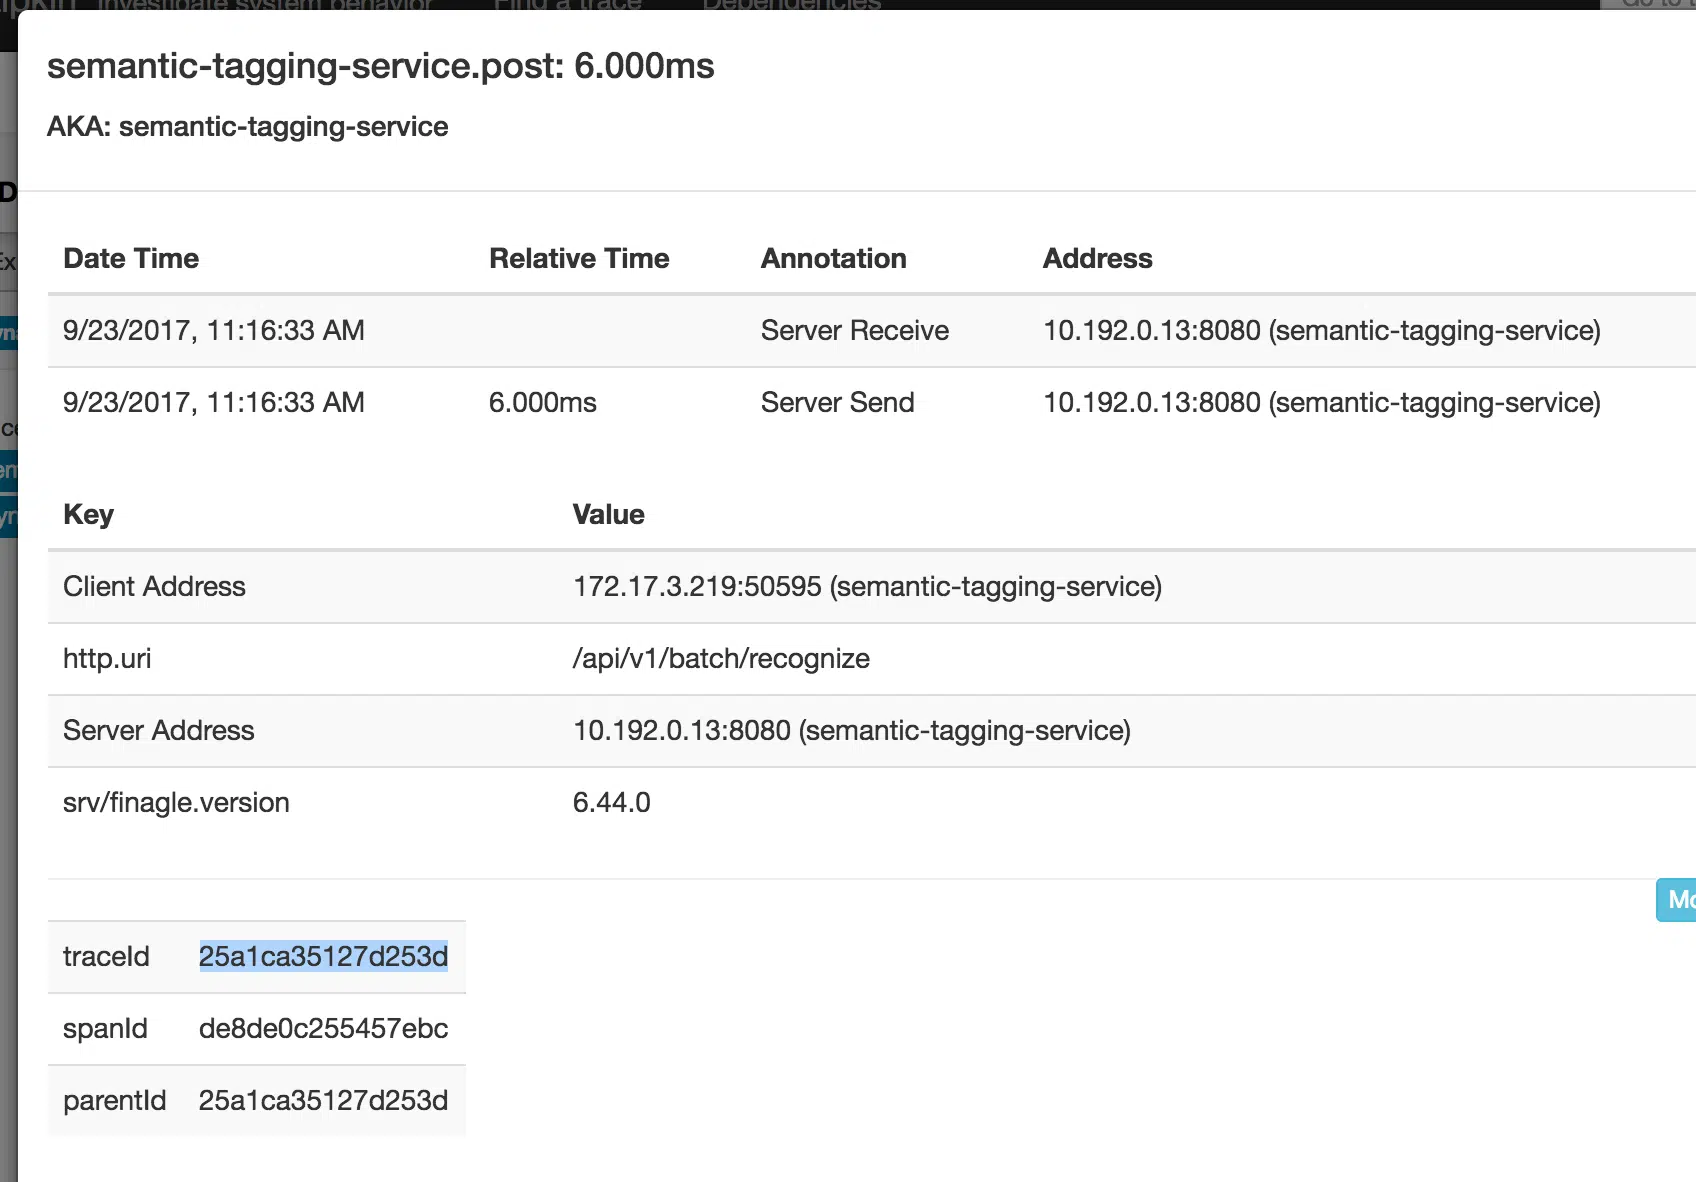 Investigate system behavior Find a trace Dependencies
semantic-tagging-service.post: 6.000ms
AKA: semantic-tagging-service
Date Time Relative Time Annotation Address
9/23/2017, 11:16:33 AM Server Receive 10.192.0.13:8080 (semantic-tagging-service)
9/23/2017, 11:16:33 AM 6.000ms Server Send 10.192.0.13:8080 (semantic-tagging-service)
Key Value
Client Address 172.17.3.219:50595 (semantic-tagging-service)
http.uri /api/v1/batch/recognize
Server Address 10.192.0.13:8080 (semantic-tagging-service)
srv/finagle.version 6.44.0
Mo
traceId 25a1ca35127d253d
spanId de8de0c255457ebc
parentId 25a1ca35127d253d